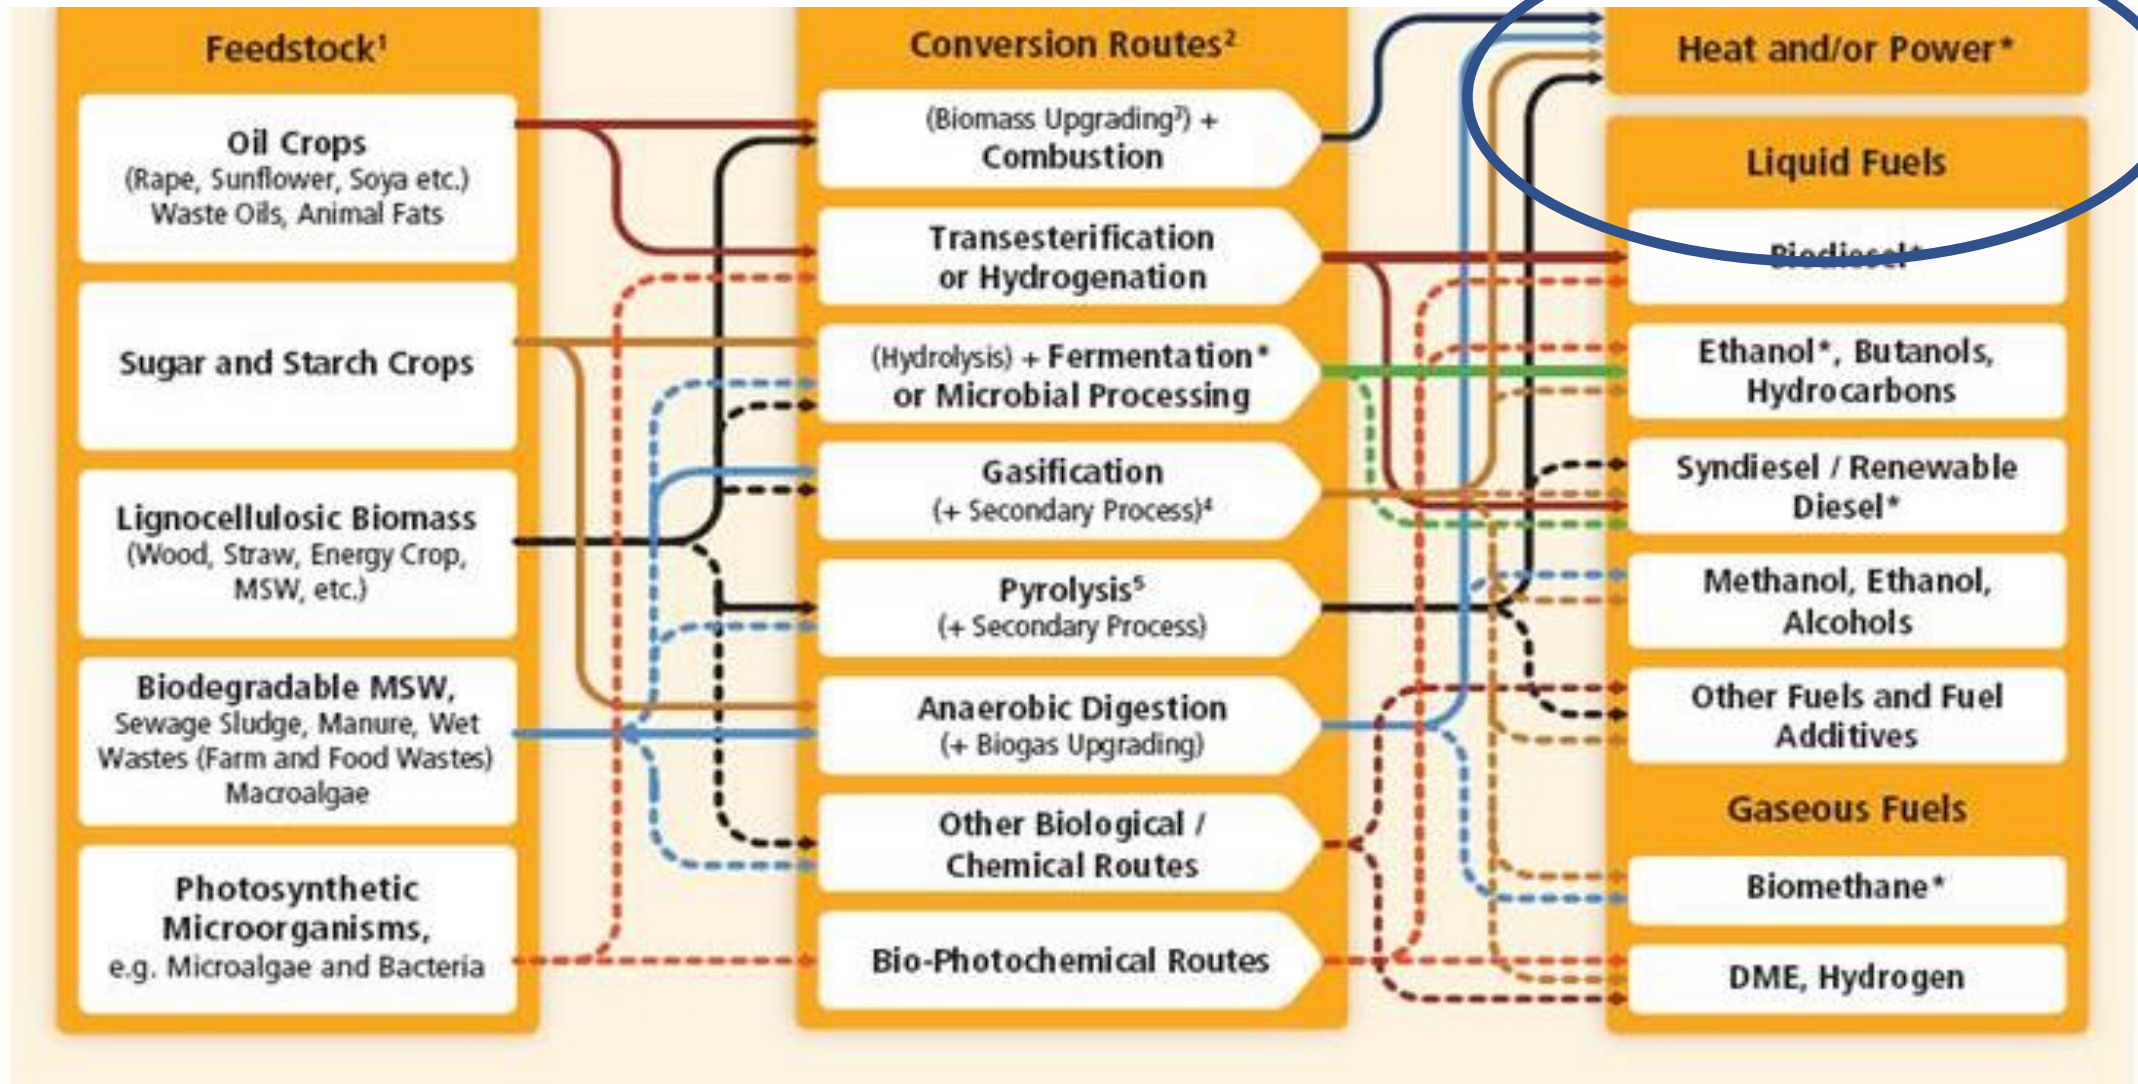 Feedstock¹
Oil Crops
(Rape, Sunflower, Soya etc.)
Waste Oils, Animal Fats
Sugar and Starch Crops
Lignocellulosic Biomass
(Wood, Straw, Energy Crop,
MSW, etc.)
Biodegradable MSW,
Sewage Sludge, Manure, Wet
Wastes (Farm and Food Wastes)
Macroalgae
Photosynthetic
Microorganisms,
e.g. Microalgae and Bacteria
Conversion Routes²
(Biomass Upgrading³) +
Combustion
Transesterification
or Hydrogenation
(Hydrolysis) + Fermentation*
or Microbial Processing
Gasification
(+ Secondary Process)⁴
Pyrolysis⁵
(+ Secondary Process)
Anaerobic Digestion
(+ Biogas Upgrading)
Other Biological /
Chemical Routes
Bio-Photochemical Routes
Heat and/or Power*
Liquid Fuels
Biodiesel*
Ethanol*, Butanols,
Hydrocarbons
Syndiesel / Renewable
Diesel*
Methanol, Ethanol,
Alcohols
Other Fuels and Fuel
Additives
Gaseous Fuels
Biomethane*
DME, Hydrogen